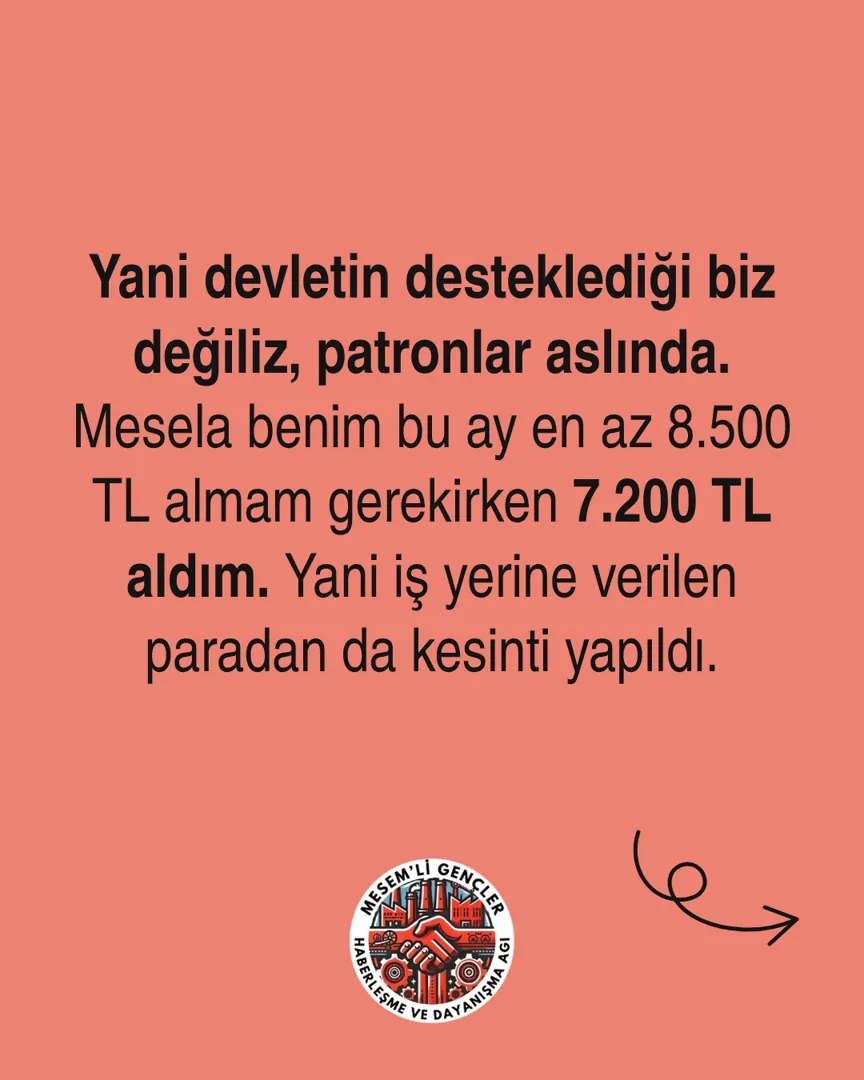 Yani devletin desteklediği biz
değiliz, patronlar aslında.
Mesela benim bu ay en az 8.500
TL almam gerekirken 7.200 TL
aldım. Yani iş yerine verilen
paradan da kesinti yapıldı.
MESEM'Lİ GENÇLER
HABERLEŞME VE DAYANIŞMA AGI